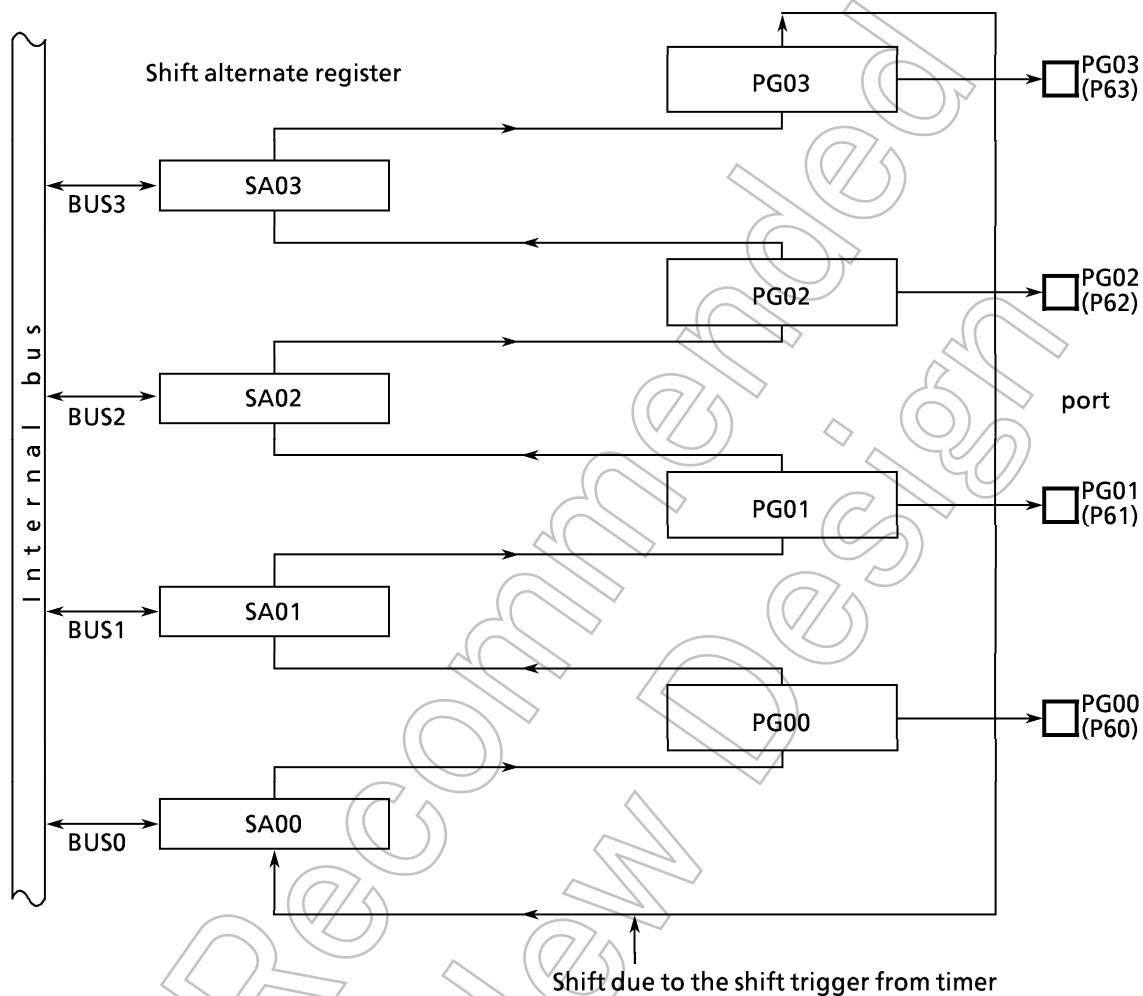 PG03
(P63)
Shift alternate register
PG03
SA03
BUS3
PG02
(P62)
PG02
SA02
BUS2
Internal bus
port
PG01
(P61)
PG01
SA01
BUS1
PG00
(P60)
PG00
SA00
BUS0
Shift due to the shift trigger from timer
Recommended
New Design